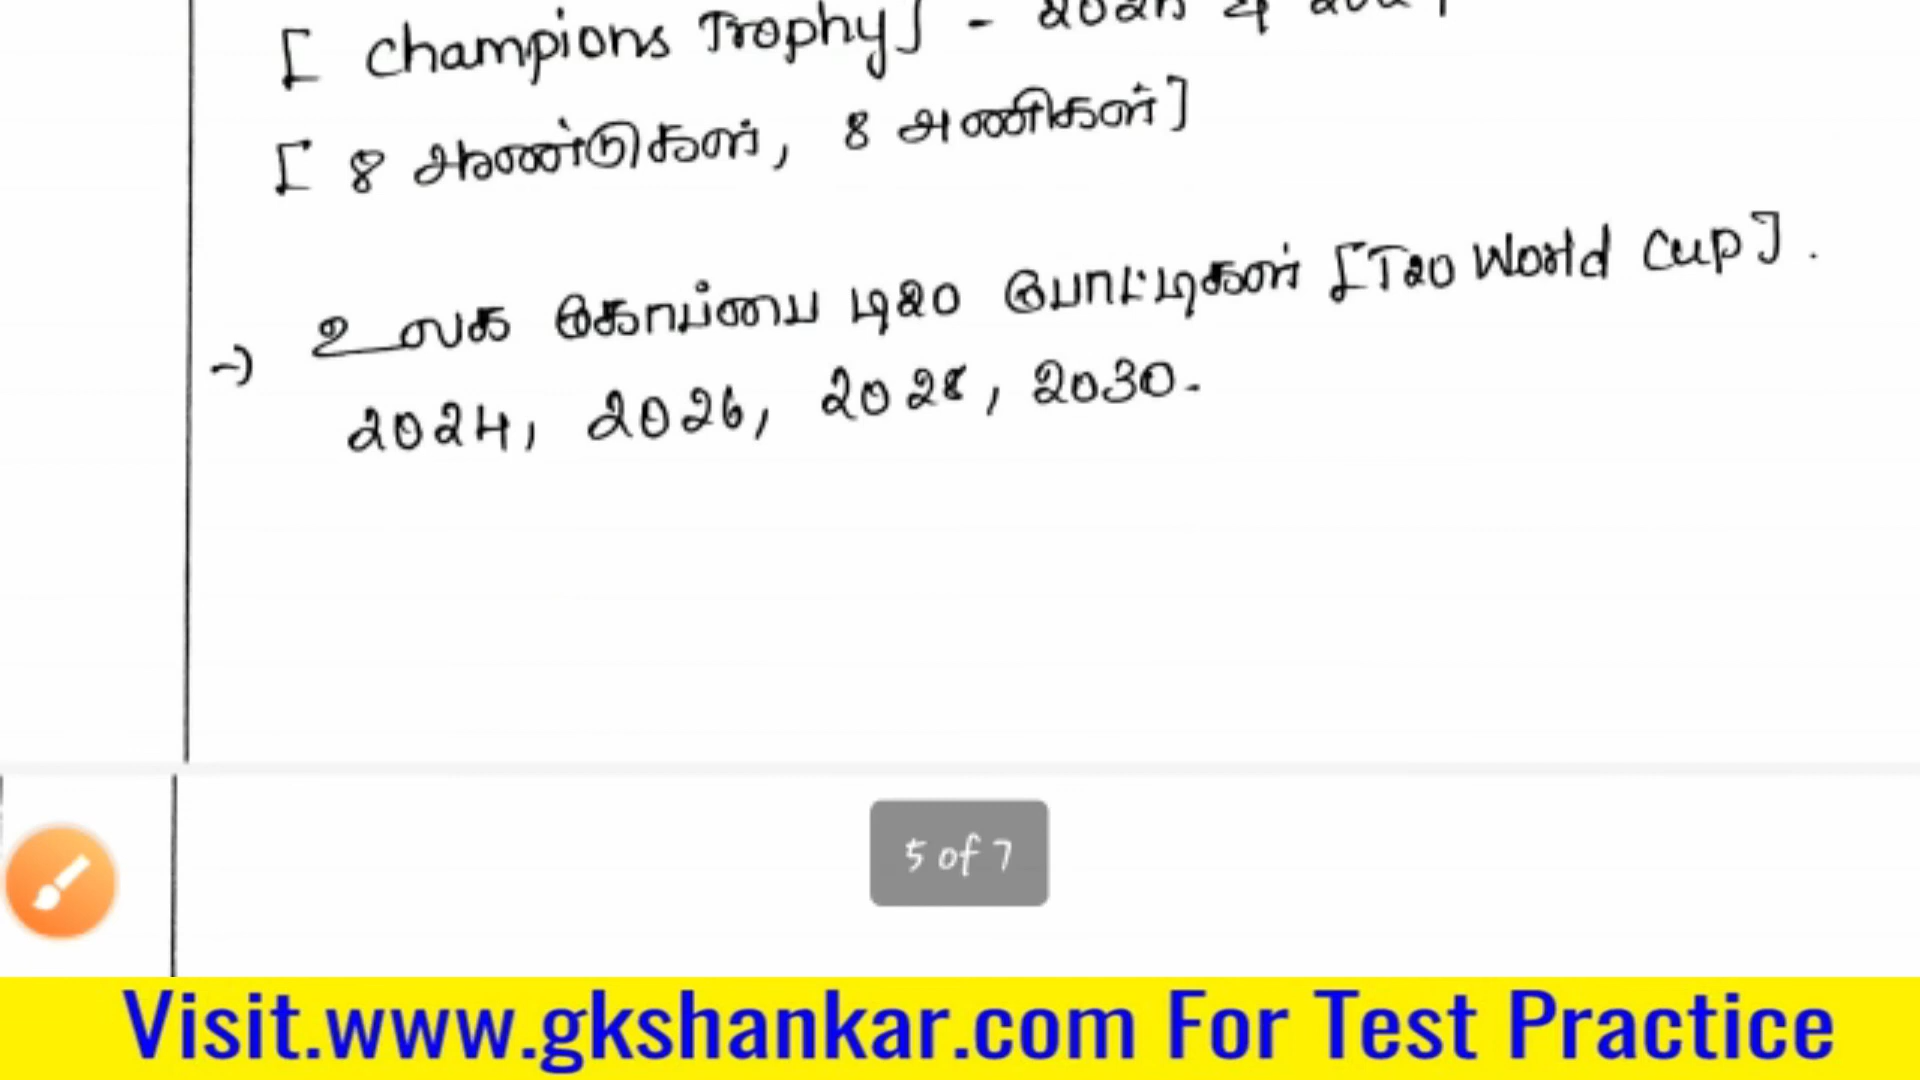 [ Champions Trophy] -
[ 8 ஆண்டுகள், 8 அணிகள்]
-) உலக கோப்பை டி20 போட்டிகள் [T20 World Cup].
2024, 2026, 2028, 2030.
5 of 7
Visit.www.gkshankar.com For Test Practice